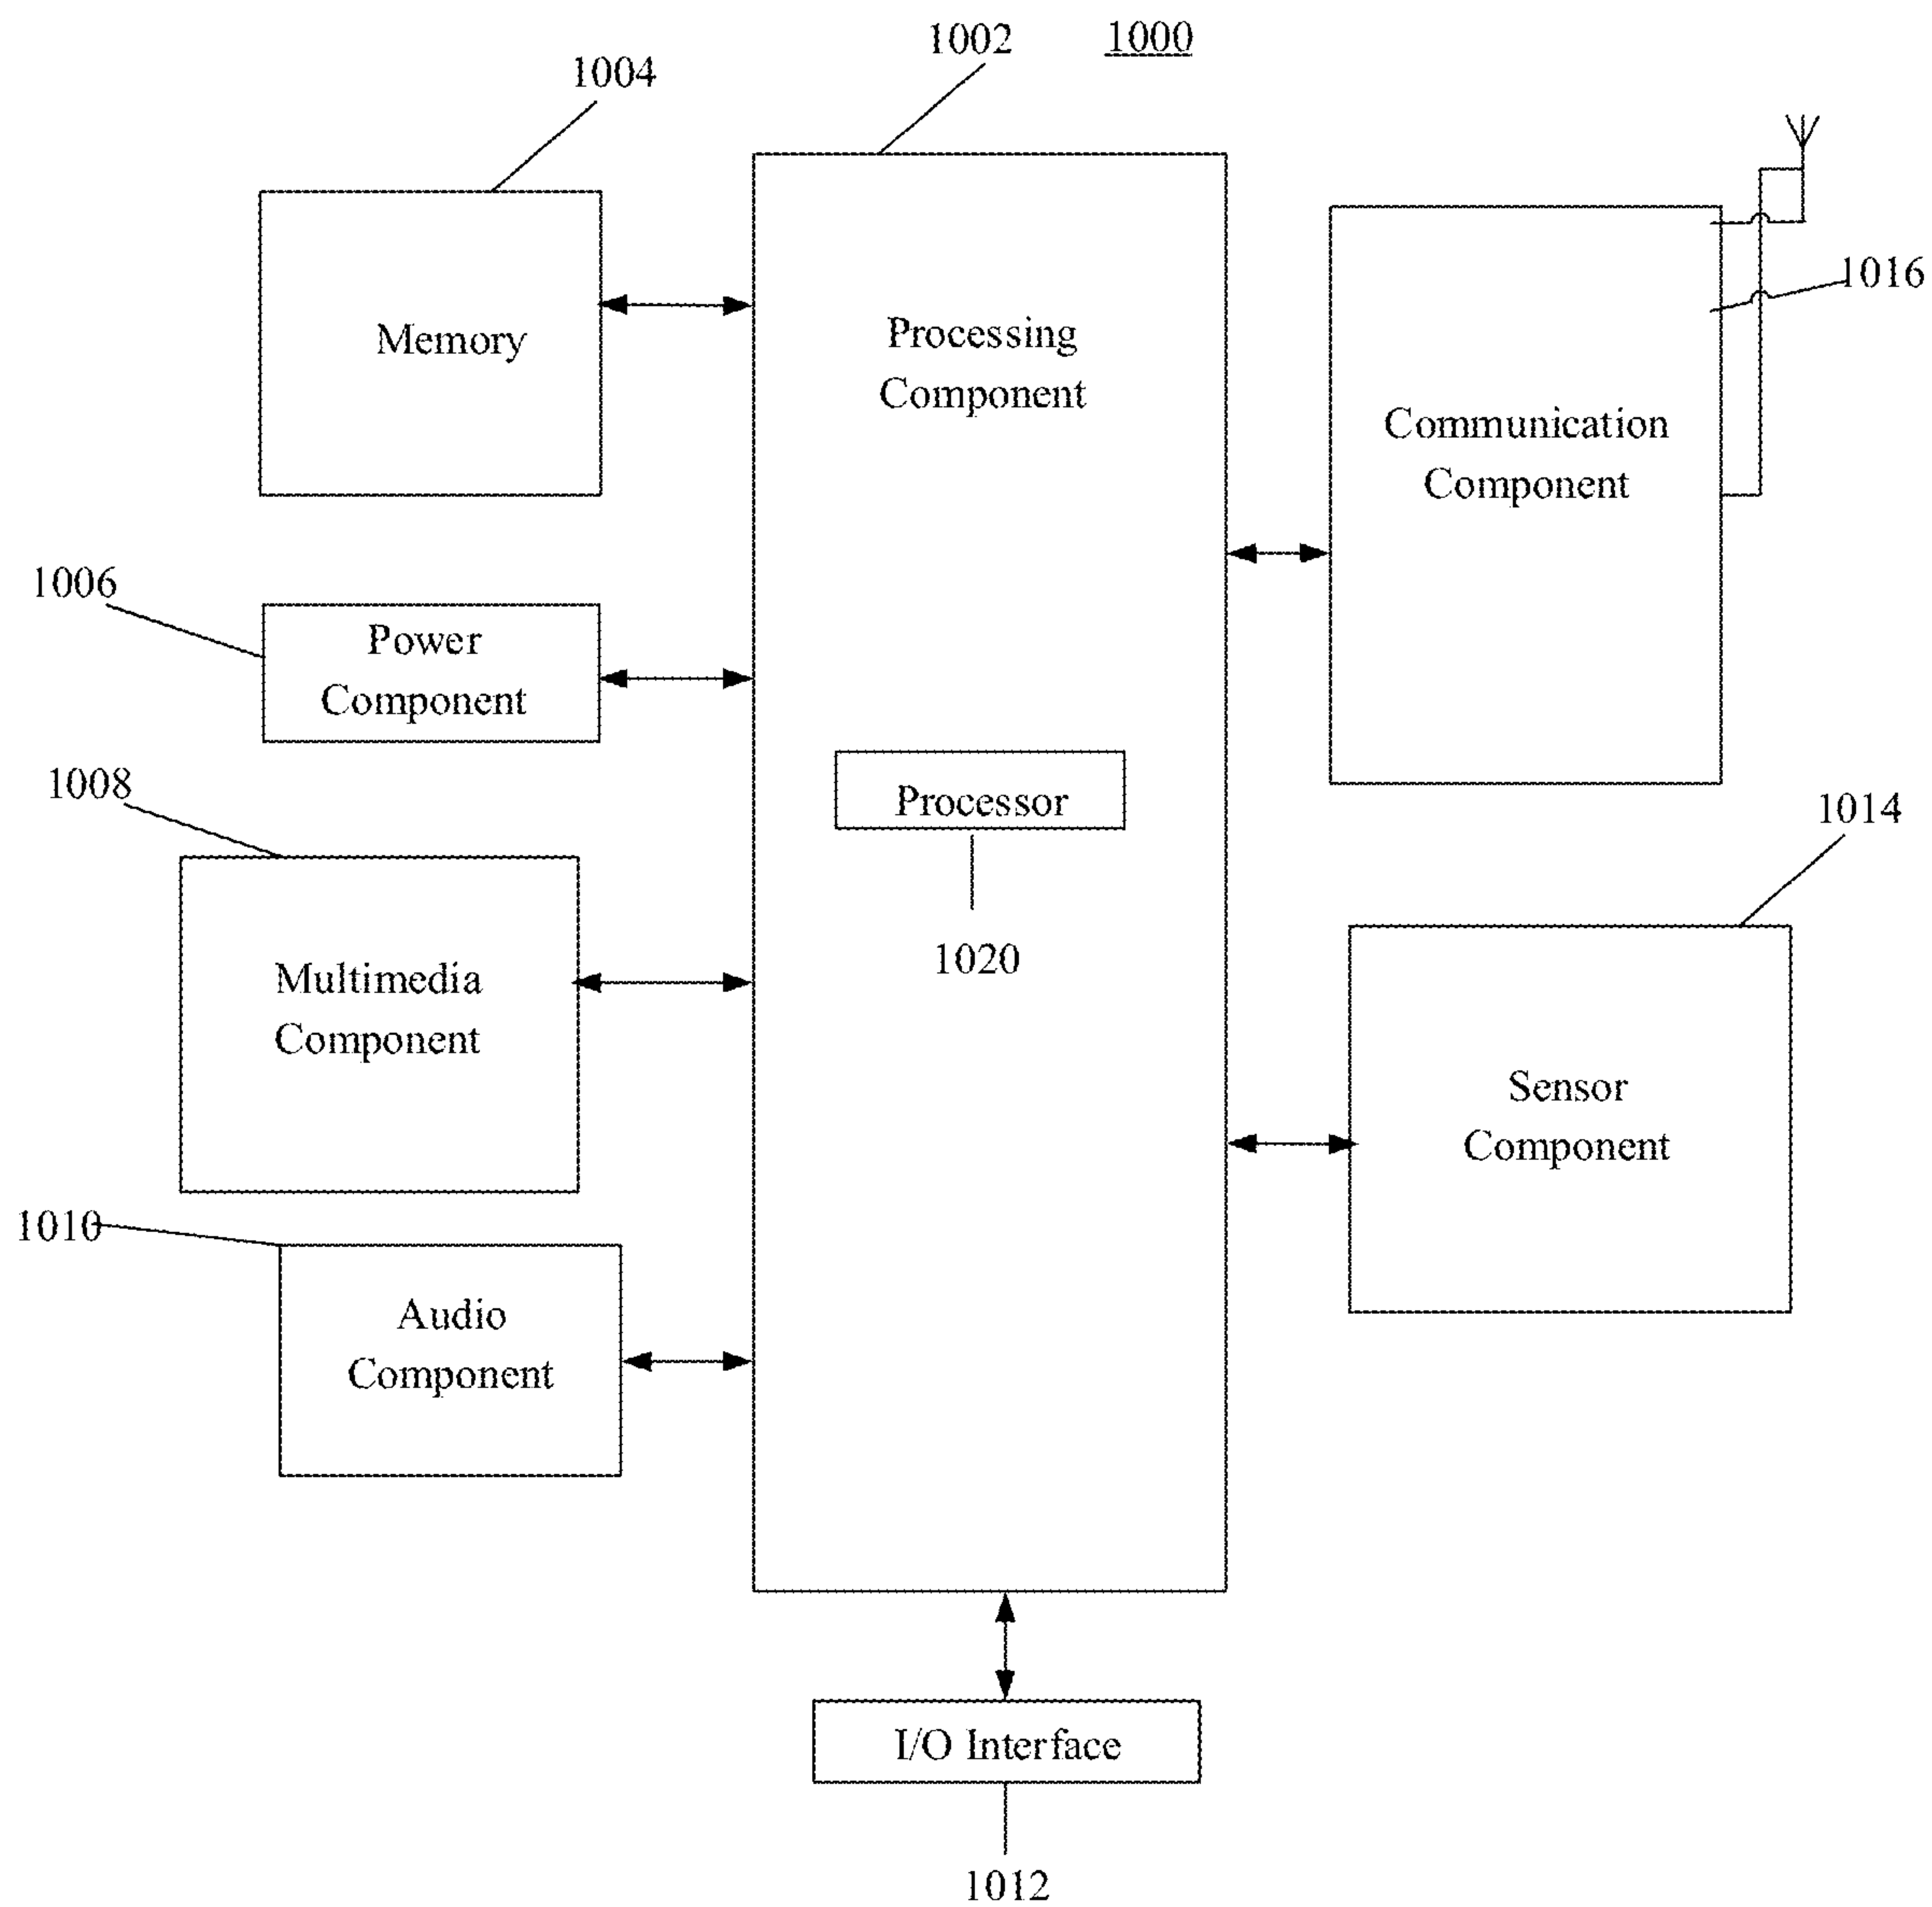 1002
1000
1004
Memory
Processing
Component
1016
Communication
Component
1006
Power
Component
1008
Processor
1014
1020
Multimedia
Component
Sensor
Component
1010
Audio
Component
I/O Interface
1012